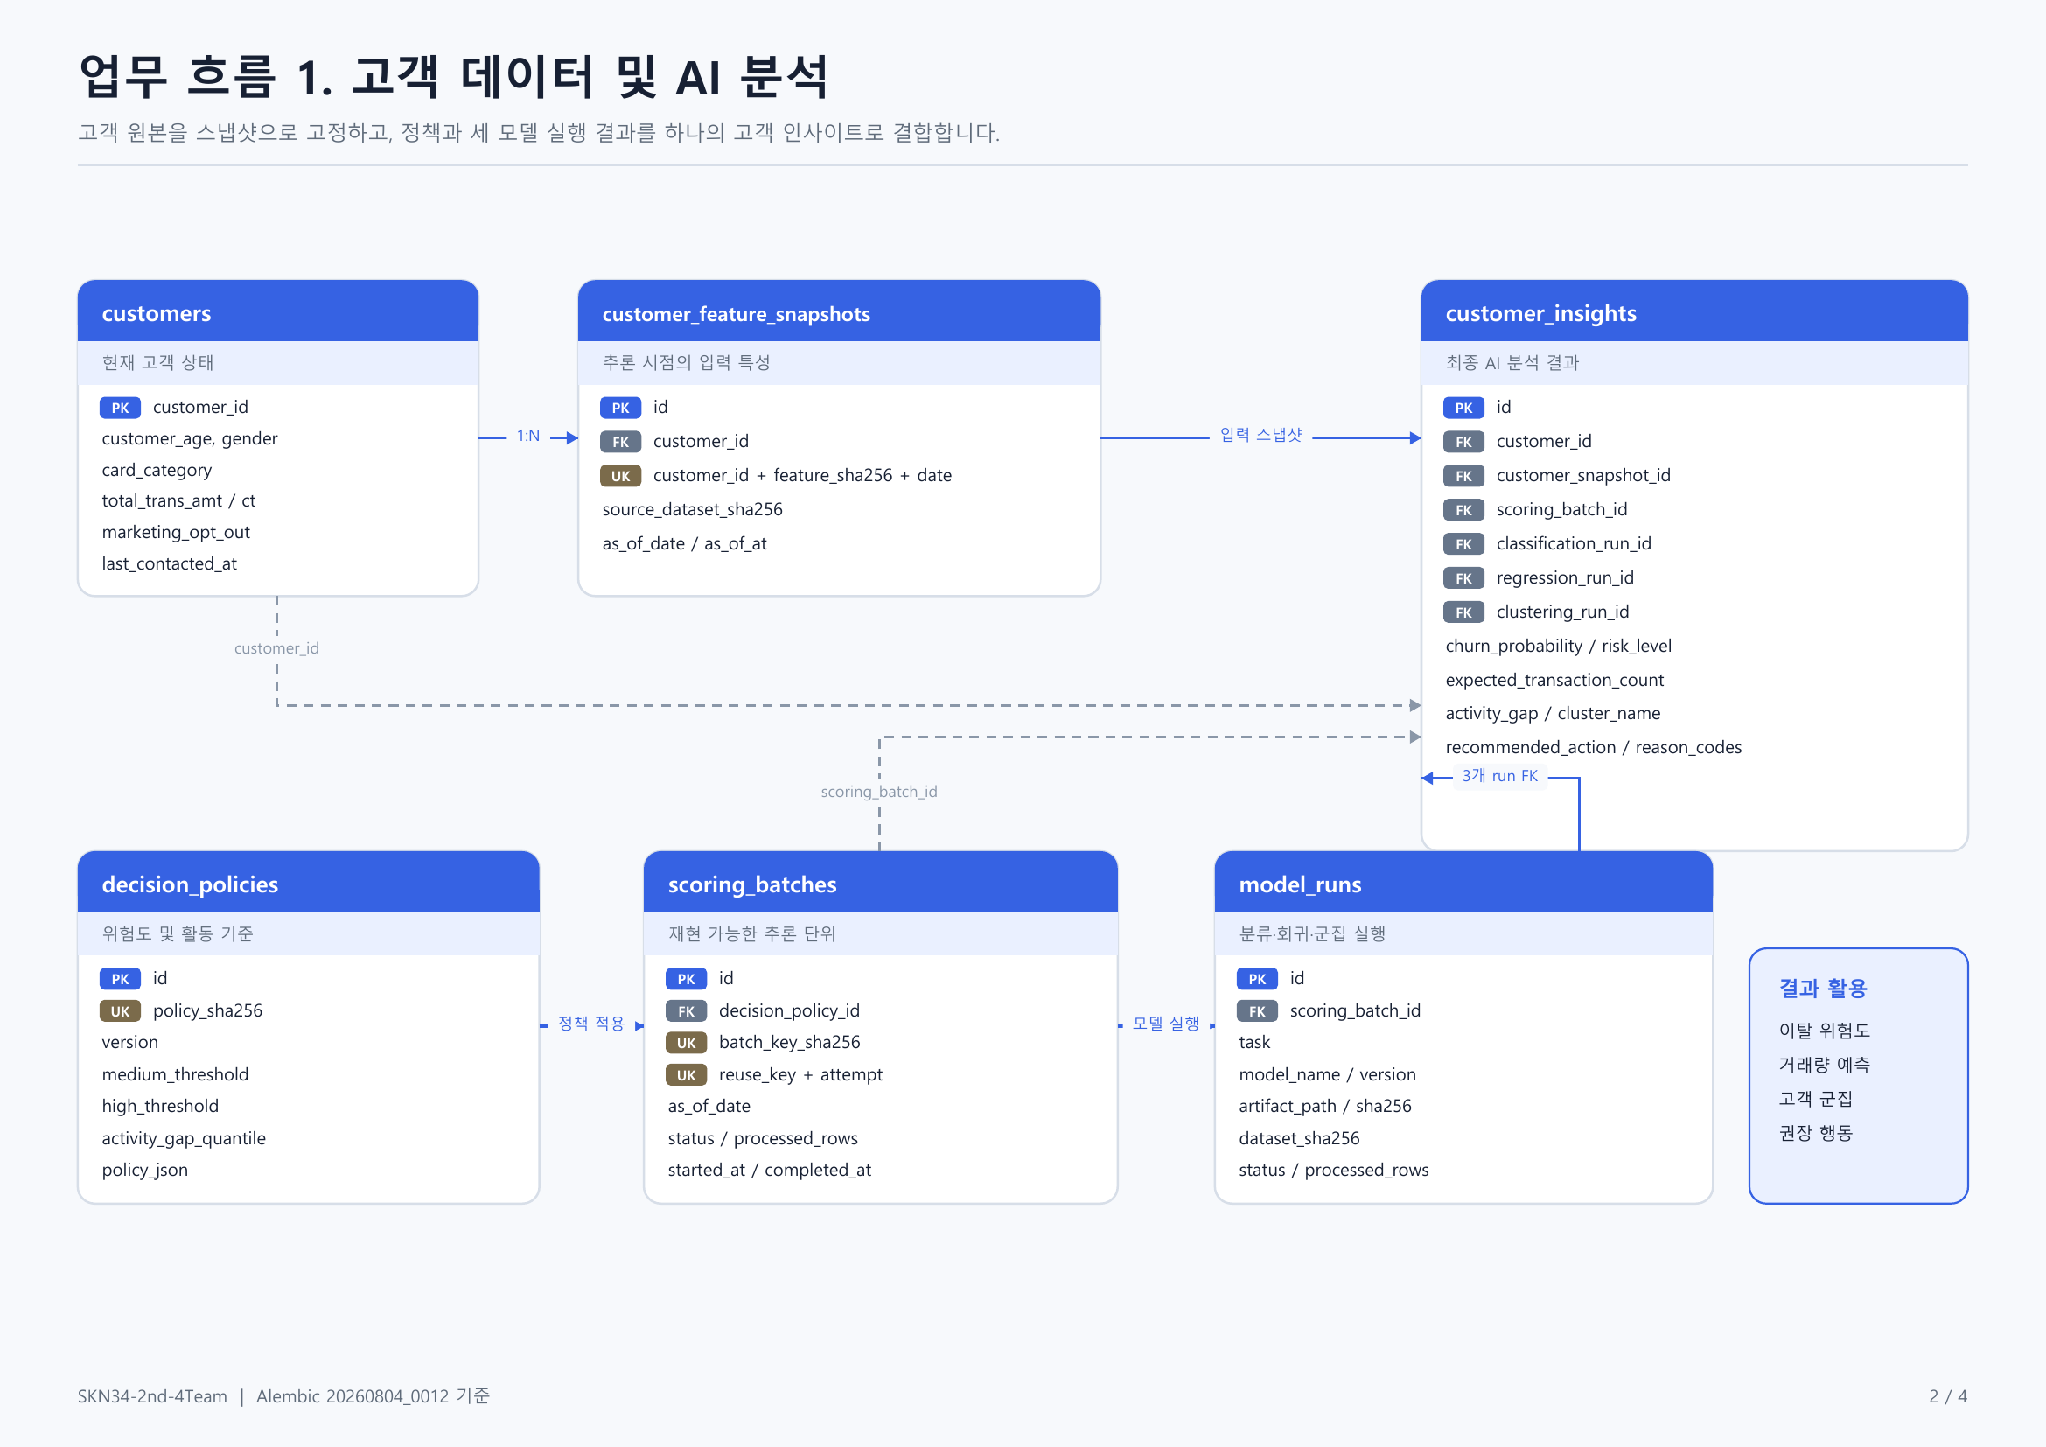 업무 흐름 1. 고객 데이터 및 AI 분석
고객 원본을 스냅샷으로 고정하고, 정책과 세 모델 실행 결과를 하나의 고객 인사이트로 결합합니다.
customers
현재 고객 상태
PK customer_id
customer_age, gender
card_category
total_trans_amt / ct
marketing_opt_out
last_contacted_at
1:N
customer_feature_snapshots
추론 시점의 입력 특성
PK id
FK customer_id
UK customer_id + feature_sha256 + date
source_dataset_sha256
as_of_date / as_of_at
입력 스냅샷
customer_insights
최종 AI 분석 결과
PK id
FK customer_id
FK customer_snapshot_id
FK scoring_batch_id
FK classification_run_id
FK regression_run_id
FK clustering_run_id
churn_probability / risk_level
expected_transaction_count
activity_gap / cluster_name
recommended_action / reason_codes
3개 run FK
customer_id
scoring_batch_id
decision_policies
위험도 및 활동 기준
PK id
UK policy_sha256
version
medium_threshold
high_threshold
activity_gap_quantile
policy_json
정책 적용
scoring_batches
재현 가능한 추론 단위
PK id
FK decision_policy_id
UK batch_key_sha256
UK reuse_key + attempt
as_of_date
status / processed_rows
started_at / completed_at
모델 실행
model_runs
분류·회귀·군집 실행
PK id
FK scoring_batch_id
task
model_name / version
artifact_path / sha256
dataset_sha256
status / processed_rows
결과 활용
이탈 위험도
거래량 예측
고객 군집
권장 행동
SKN34-2nd-4Team | Alembic 20260804_0012 기준
2 / 4